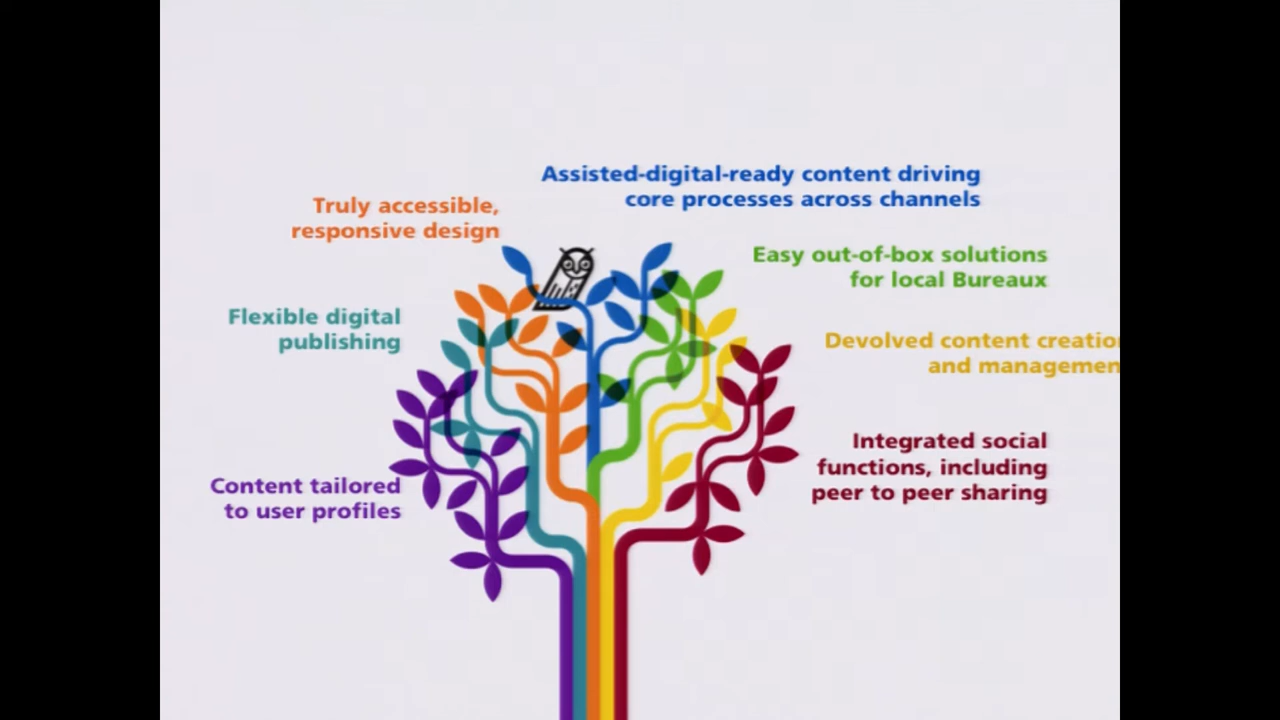 Assisted-digital-ready content driving
core processes across channels
Truly accessible,
responsive design
Easy out-of-box solutions
for local Bureaux
Flexible digital
publishing
Devolved content creation
and managemen
Integrated social
functions, including
peer to peer sharing
Content tailored
to user profiles